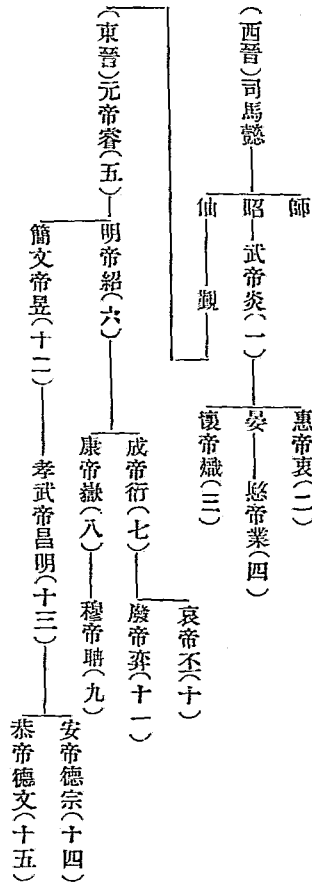 師 惠帝衷(二)
(西晉)司馬懿 昭 武帝炎(一) 晏 愍帝業(四)
伷 覲 懷帝熾(三)
哀帝丕(十)
成帝衍(七) 廢帝弈(十一)
(東晉)元帝睿(五) 明帝紹(六)
康帝嶽(八) 穆帝聃(九)
安帝德宗(十四)
簡文帝昱(十二) 孝武帝昌明(十三)
恭帝德文(十五)